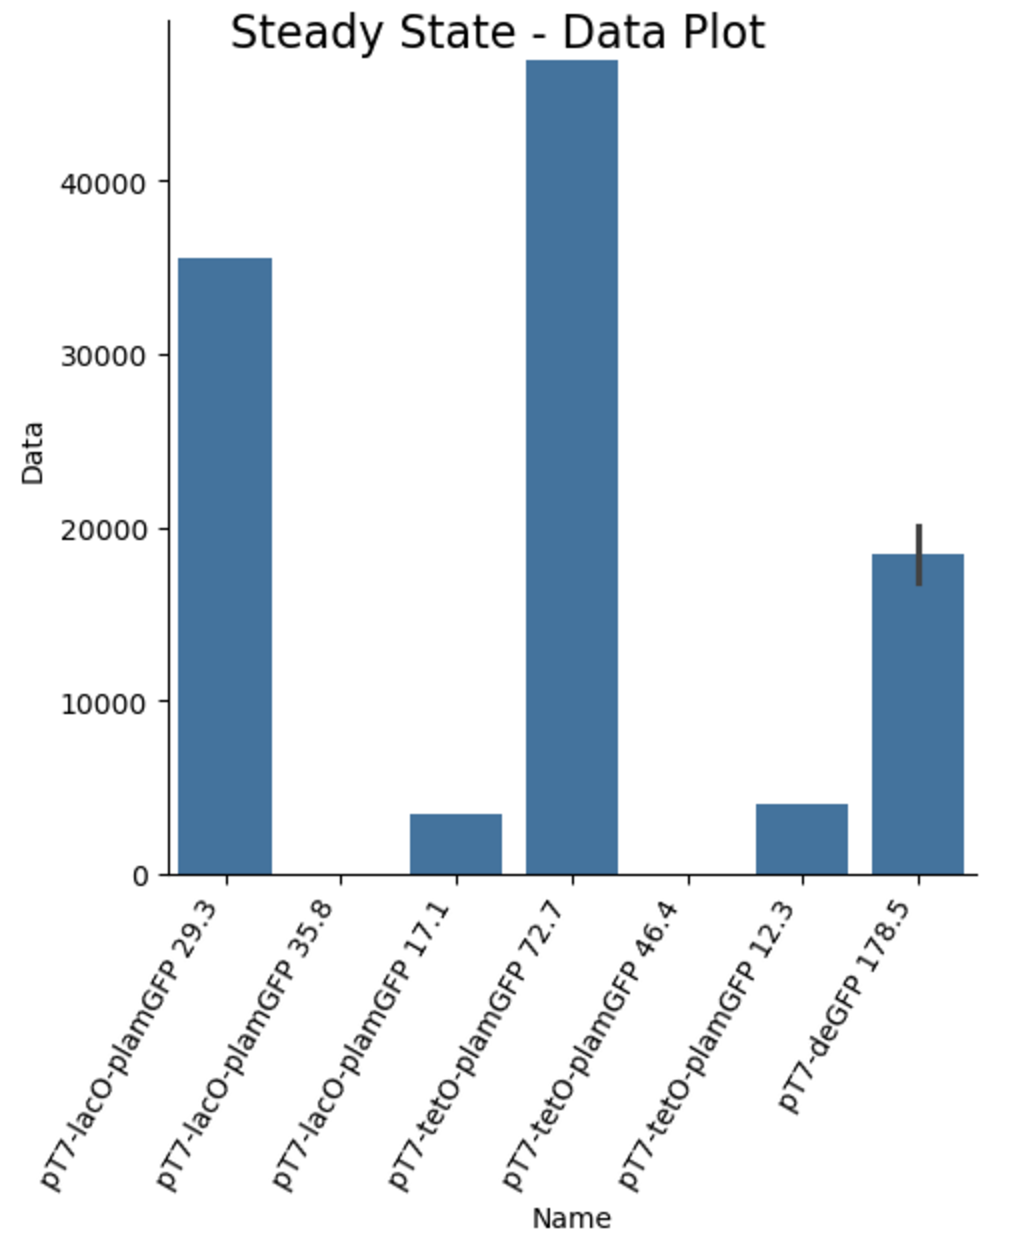 Steady State - Data Plot
Data
40000
30000
20000
10000
0
pT7-lacO-plamGFP 29.3
pT7-lacO-plamGFP 35.8
pT7-lacO-plamGFP 17.1
pT7-tetO-plamGFP 72.7
pT7-tetO-plamGFP 46.4
pT7-tetO-plamGFP 12.3
pT7-deGFP 178.5
Name